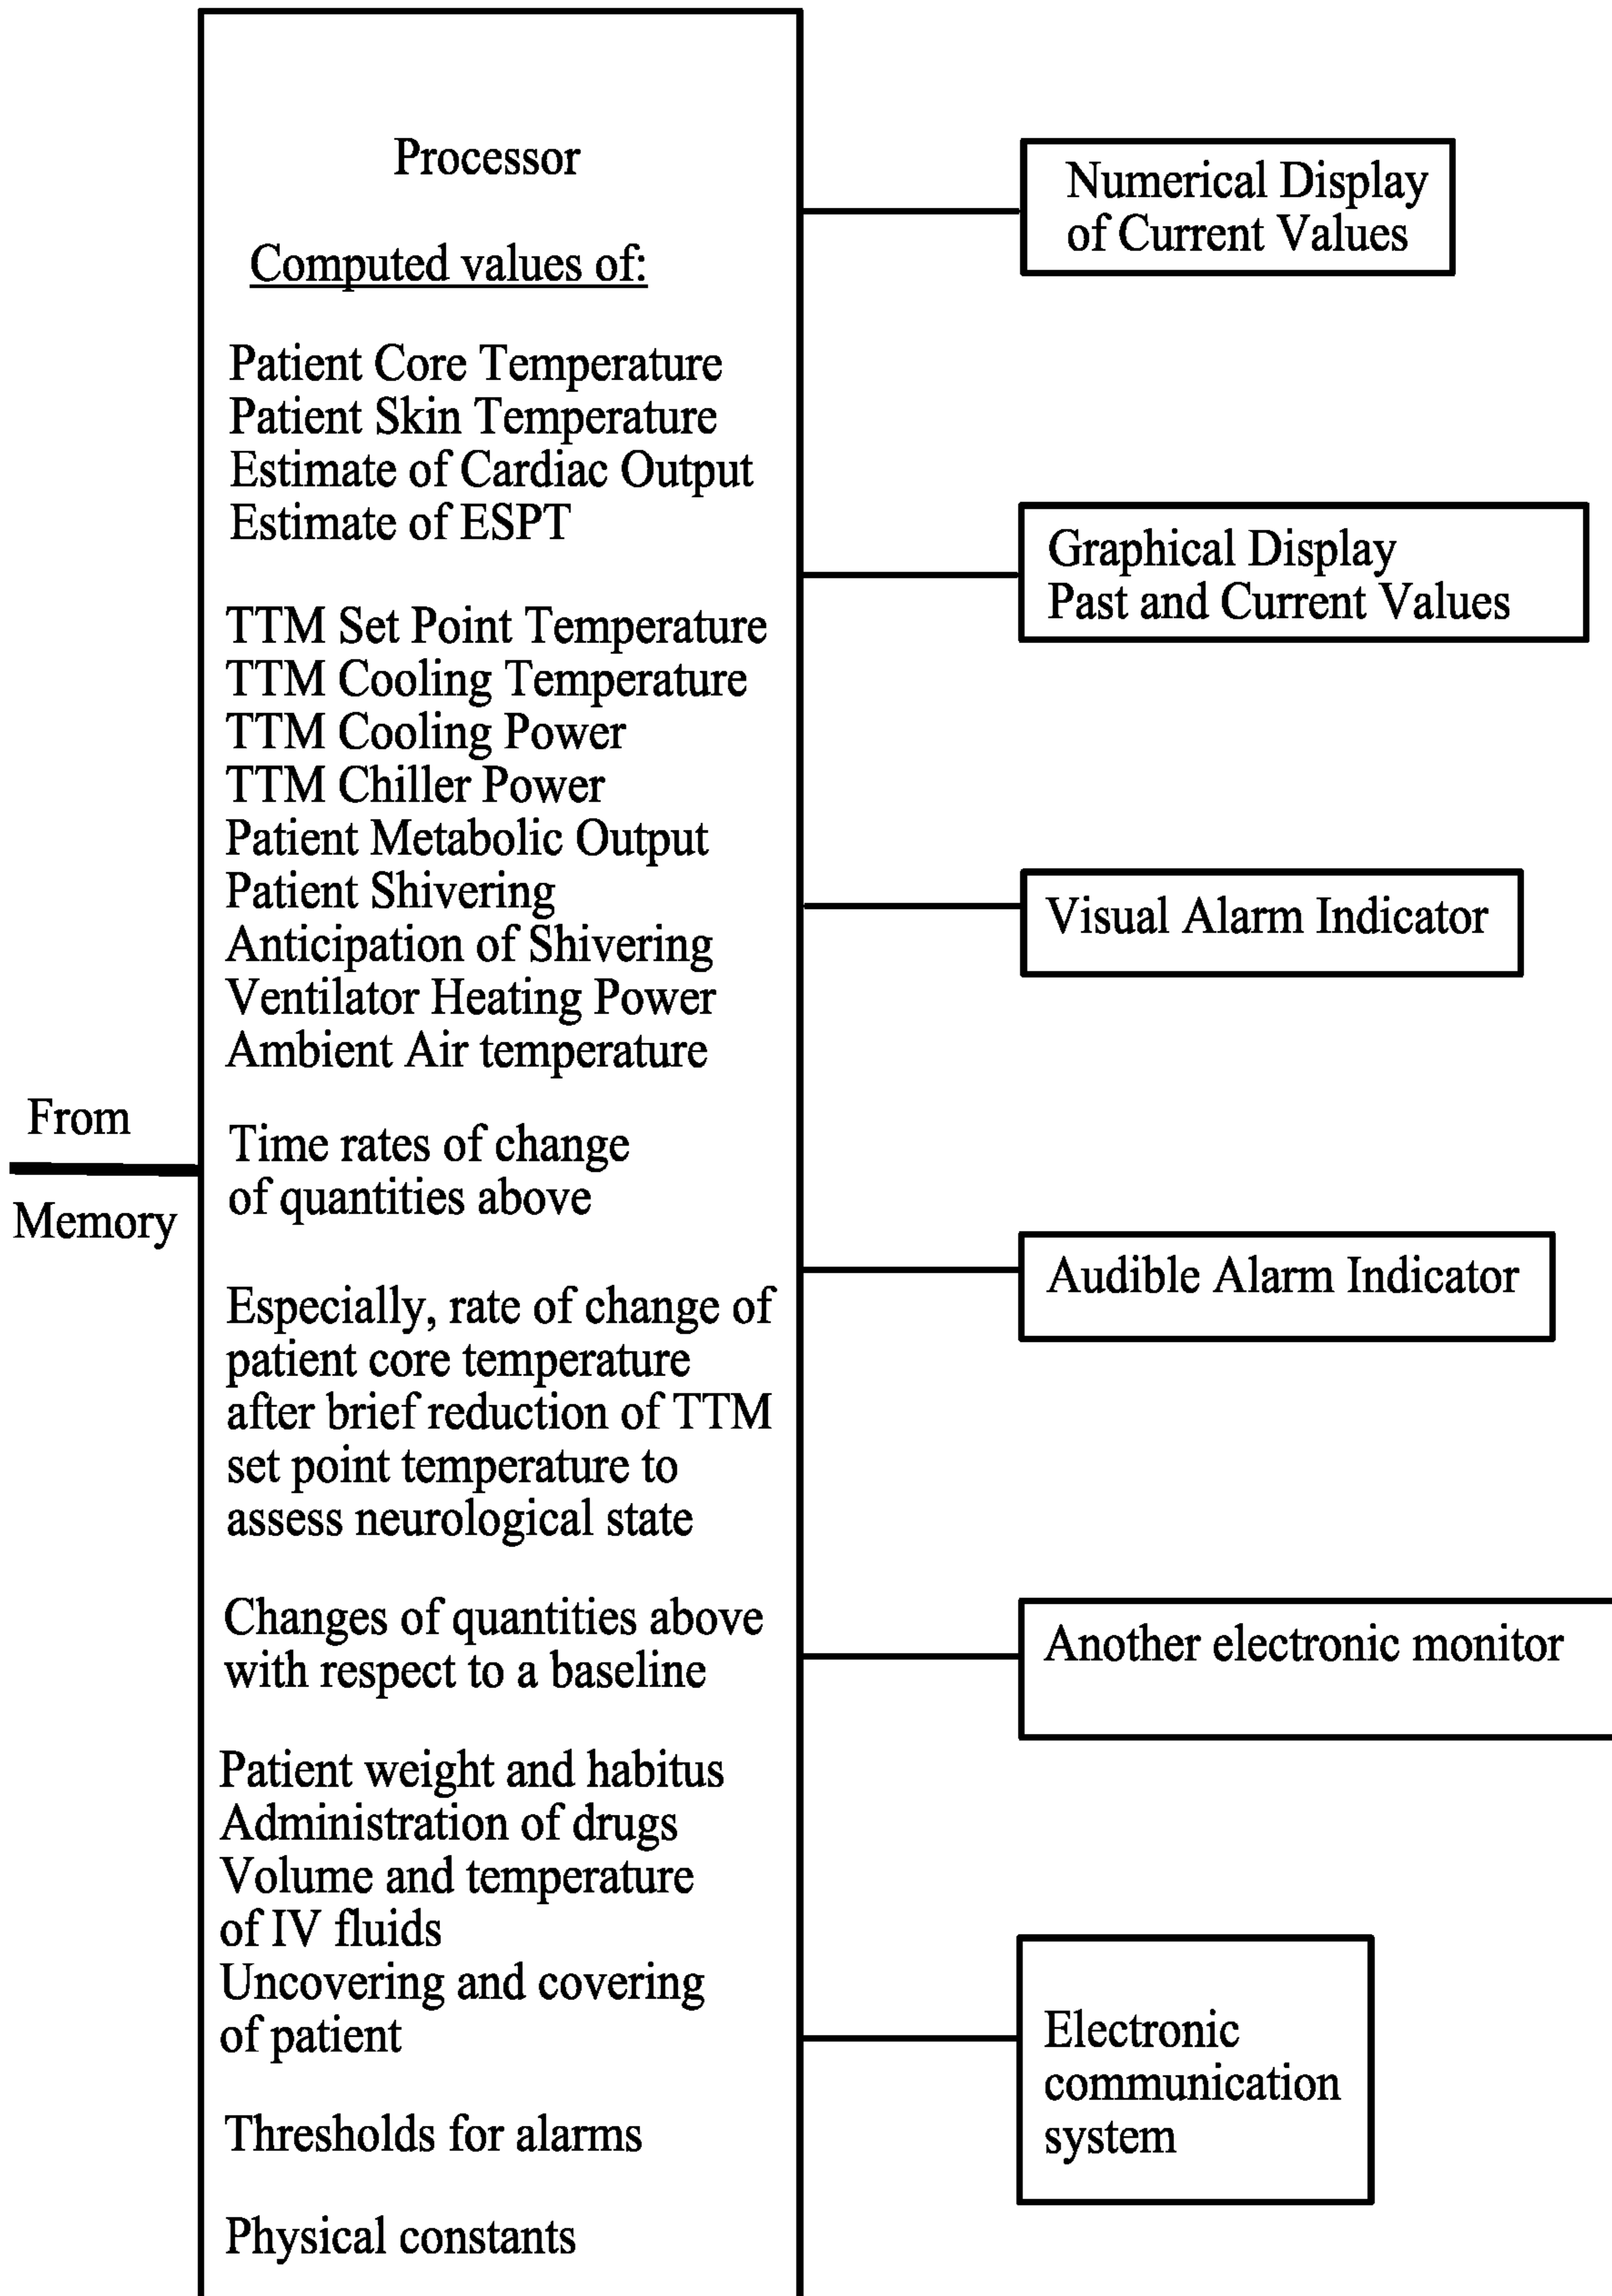 Processor
Computed values of:
Patient Core Temperature
Patient Skin Temperature
Estimate of Cardiac Output
Estimate of ESPT
TTM Set Point Temperature
TTM Cooling Temperature
TTM Cooling Power
TTM Chiller Power
Patient Metabolic Output
Patient Shivering
Anticipation of Shivering
Ventilator Heating Power
Ambient Air temperature
Time rates of change
of quantities above
Especially, rate of change of
patient core temperature
after brief reduction of TTM
set point temperature to
assess neurological state
Changes of quantities above
with respect to a baseline
Patient weight and habitus
Administration of drugs
Volume and temperature
of IV fluids
Uncovering and covering
of patient
Thresholds for alarms
Physical constants
From
Memory
Numerical Display
of Current Values
Graphical Display
Past and Current Values
Visual Alarm Indicator
Audible Alarm Indicator
Another electronic monitor
Electronic
communication
system